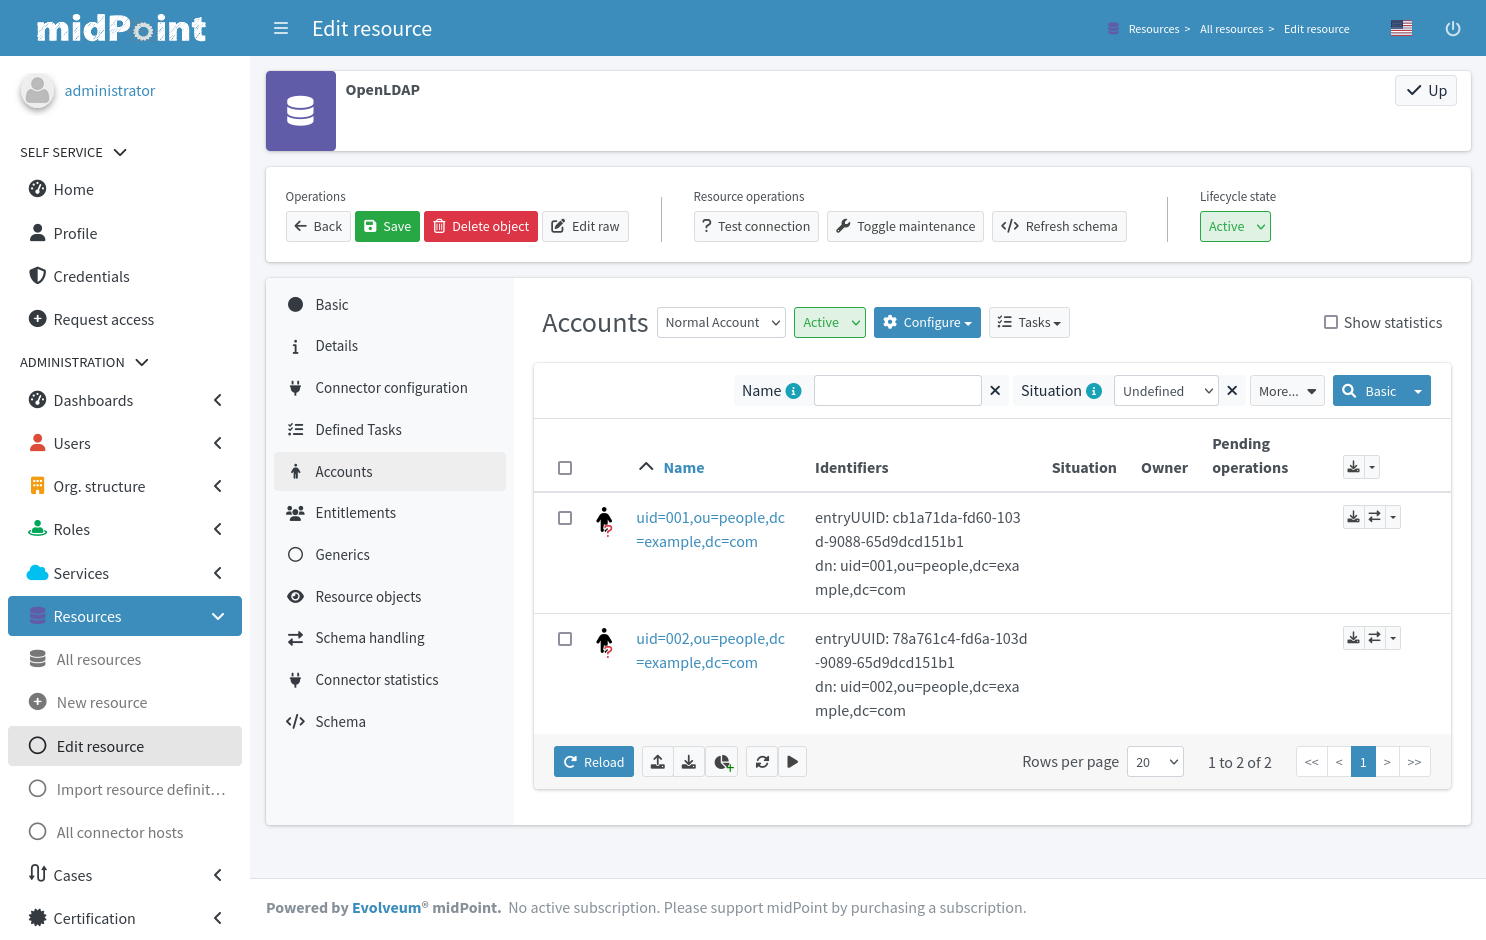 midPoint
Edit resource
Resources > All resources > Edit resource
administrator
SELF SERVICE
Home
Profile
Credentials
Request access
ADMINISTRATION
Dashboards
Users
Org. structure
Roles
Services
Resources
All resources
New resource
Edit resource
Import resource definit...
All connector hosts
Cases
Certification
OpenLDAP
Up
Operations
Back Save Delete object Edit raw
Resource operations
? Test connection Toggle maintenance Refresh schema
Lifecycle state
Active
Basic
Details
Connector configuration
Defined Tasks
Accounts
Entitlements
Generics
Resource objects
Schema handling
Connector statistics
Schema
Accounts Normal Account Active Configure Tasks Show statistics
Name Situation Undefined More... Basic
Name Identifiers Situation Owner Pending
operations
uid=001,ou=people,dc
=example,dc=com
entryUUID: cb1a71da-fd60-103
d-9088-65d9dcd151b1
dn: uid=001,ou=people,dc=exa
mple,dc=com
uid=002,ou=people,dc
=example,dc=com
entryUUID: 78a761c4-fd6a-103d
-9089-65d9dcd151b1
dn: uid=002,ou=people,dc=exa
mple,dc=com
Reload Rows per page 20 1 to 2 of 2 << < 1 > >>
Powered by Evolveum® midPoint. No active subscription. Please support midPoint by purchasing a subscription.